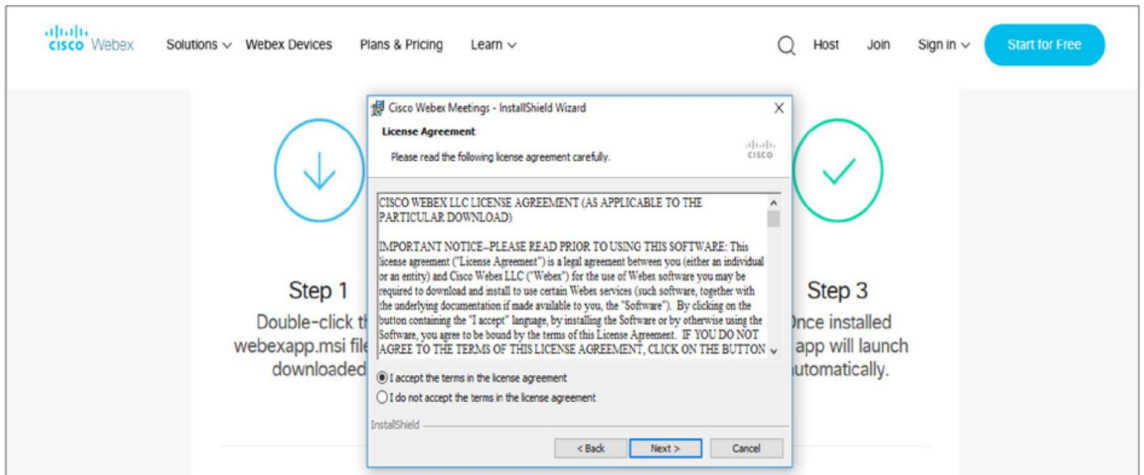 CISCO Webex Solutions Webex Devices Plans & Pricing Learn Host Join Sign in Start for Free
Cisco Webex Meetings - InstallShield Wizard X
License Agreement
Please read the following license agreement carefully.
CISCO
CISCO WEBEX LLC LICENSE AGREEMENT (AS APPLICABLE TO THE
PARTICULAR DOWNLOAD)
IMPORTANT NOTICE--PLEASE READ PRIOR TO USING THIS SOFTWARE: This
license agreement ("License Agreement") is a legal agreement between you (either an individual
or an entity) and Cisco Webex LLC ("Webex") for the use of Webex software you may be
required to download and install to use certain Webex services (such software, together with
the underlying documentation if made available to you, the "Software"). By clicking on the
button containing the "I accept" language, by installing the Software or by otherwise using the
Software, you agree to be bound by the terms of this License Agreement. IF YOU DO NOT
AGREE TO THE TERMS OF THIS LICENSE AGREEMENT, CLICK ON THE BUTTON
I accept the terms in the license agreement
I do not accept the terms in the license agreement
InstallShield
< Back Next > Cancel
Step 1
Double-click
webexapp.msi
downloaded
Step 3
installed
app will launch